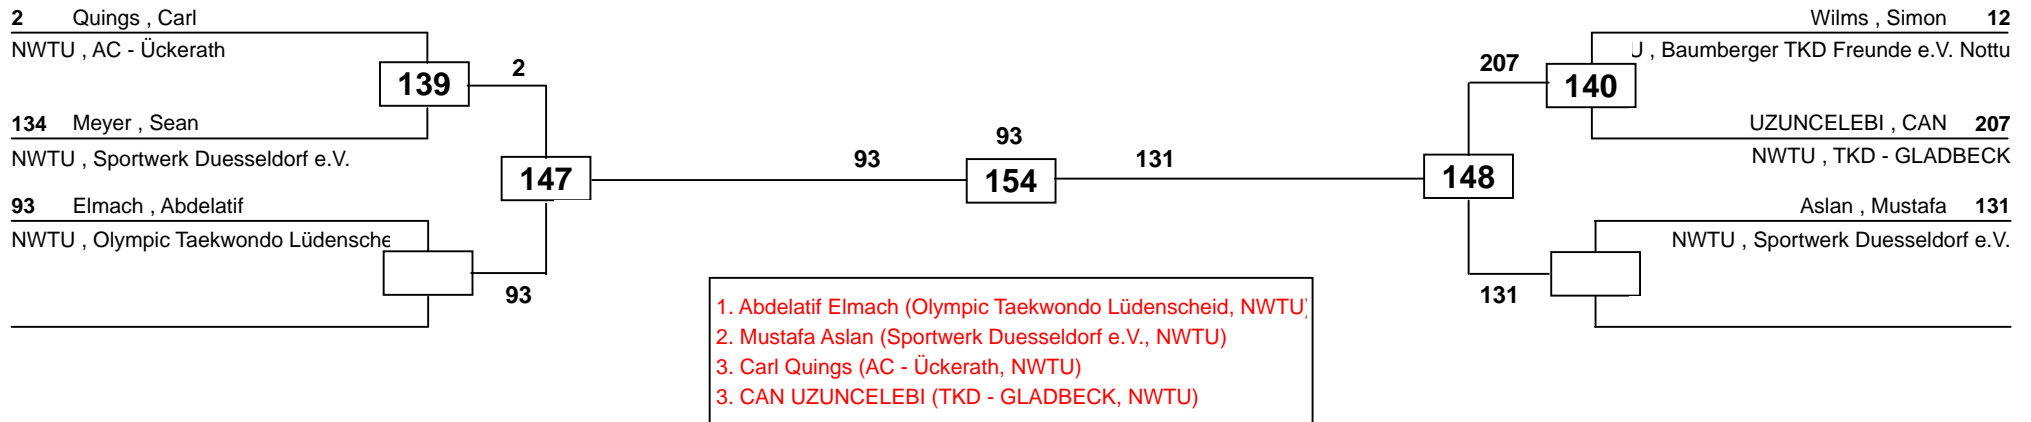 2 Quings , Carl
NWTU , AC - Ückerath
139
2
134 Meyer , Sean
NWTU , Sportwerk Duesseldorf e.V.
147
93 Elmach , Abdelatif
NWTU , Olympic Taekwondo Lüdensche
93
93
93
154
131
Wilms , Simon 12
U , Baumberger TKD Freunde e.V. Nottu
207
140
UZUNCELEBI , CAN 207
NWTU , TKD - GLADBECK
148
Aslan , Mustafa 131
NWTU , Sportwerk Duesseldorf e.V.
131
1. Abdelatif Elmach (Olympic Taekwondo Lüdenscheid, NWTU)
2. Mustafa Aslan (Sportwerk Duesseldorf e.V., NWTU)
3. Carl Quings (AC - Ückerath, NWTU)
3. CAN UZUNCELEBI (TKD - GLADBECK, NWTU)